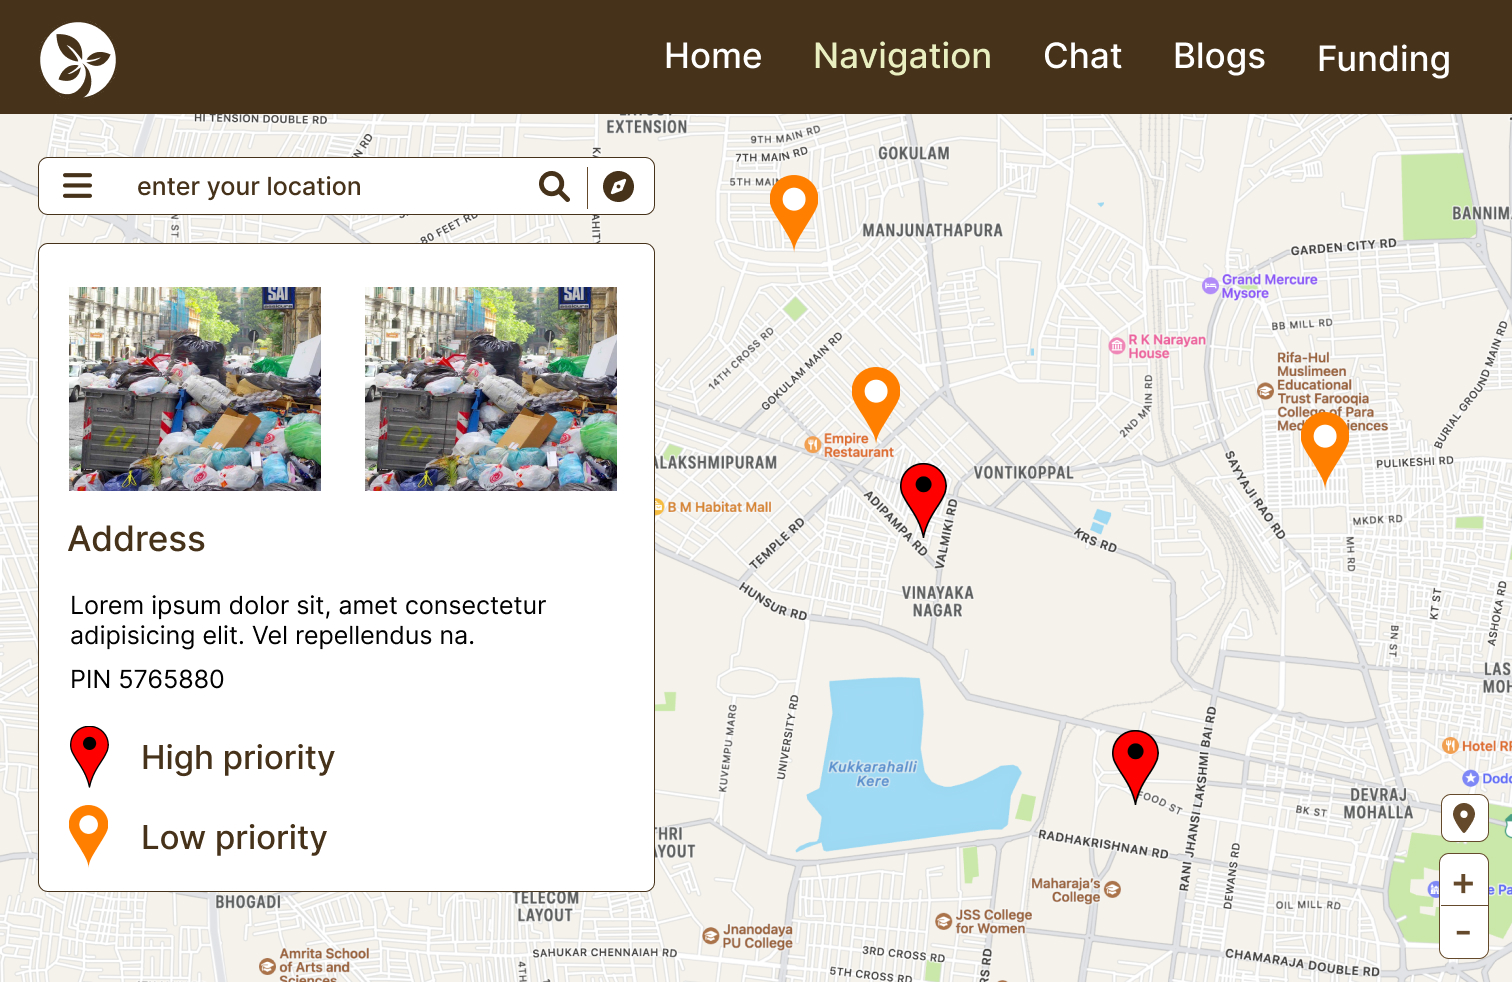 Home Navigation Chat Blogs Funding
HI TENSION DOUBLE RD
EXTENSION
9TH MAIN RD
7TH MAIN RD
5TH MAIN
GOKULAM
enter your location
80 FEET RD
MANJUNATHAPURA
BANNIM
GARDEN CITY RD
Grand Mercure
Mysore
BB MILL RD
R K Narayan
House
14TH CROSS RD
GOKULAM MAIN RD
2ND MAIN RD
Rifa-Hul
Muslimeen
Educational
Trust Farooqia
College of Para
BURIAL GROUND MAIN RD
Empire
Restaurant
ALAKSHMIPURAM
VONTIKOPPAL
PULIKESHI RD
SAYYAJI RAO RD
B M Habitat Mall
ADIPAMPA RD
VALMIKI RD
TEMPLE RD
KRS RD
MKDK RD
MH RD
HUNSUR RD
VINAYAKA
NAGAR
KT ST
ASHOKA RD
BN ST
SAI
SAI
Address
Lorem ipsum dolor sit, amet consectetur
adipisicing elit. Vel repellendus na.
PIN 5765880
High priority
Low priority
LAS
MOH
KUVEMPU MARG
UNIVERSITY RD
Kukkarahalli
Kere
RANI JHANSI LAKSHMI BAI RD
FOOD ST
Hotel RR
Dodd
DEVRAJ
MOHALLA
BK ST
THRI
AYOUT
RADHAKRISHNAN RD
DEWANS RD
Maharaja's
College
OIL MILL RD
e Pa
+
-
BHOGADI
TELECOM
LAYOUT
JSS College
for Women
Jnanodaya
PU College
Amrita School
of Arts and
Sciences
SAHUKAR CHENNAIAH RD
3RD CROSS RD
5TH CROSS RD
CHAMARAJA DOUBLE RD